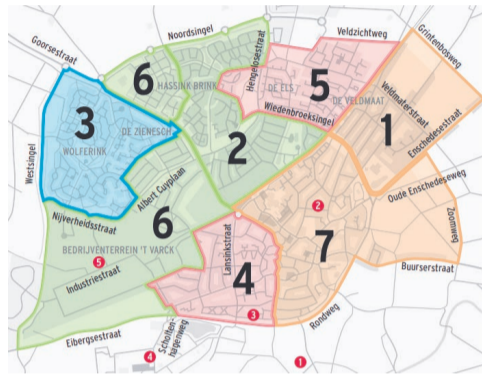 Noordsingel
Veldzichtweg
Grintenbosweg
Goorsestraat
6
HASSINK BRINK
Hengelosestraat
DE ELS
5
DE VELDMAAT
Veldmaterstraat
Enschedesestraat
1
3
DE ZIENESCH
WOLFERINK
Wiedenbroeksingel
2
Westsingel
Albert Cuyplaan
Oude Enschedeseweg
Nijverheidsstraat
6
2
Zoomweg
BEDRIJVENTERREIN 'T VARCK
5
Lansinkstraat
7
Buurserstraat
Industriestraat
4
3
Rondweg
Eibergsestraat
Scholten-
hagenweg
4
1